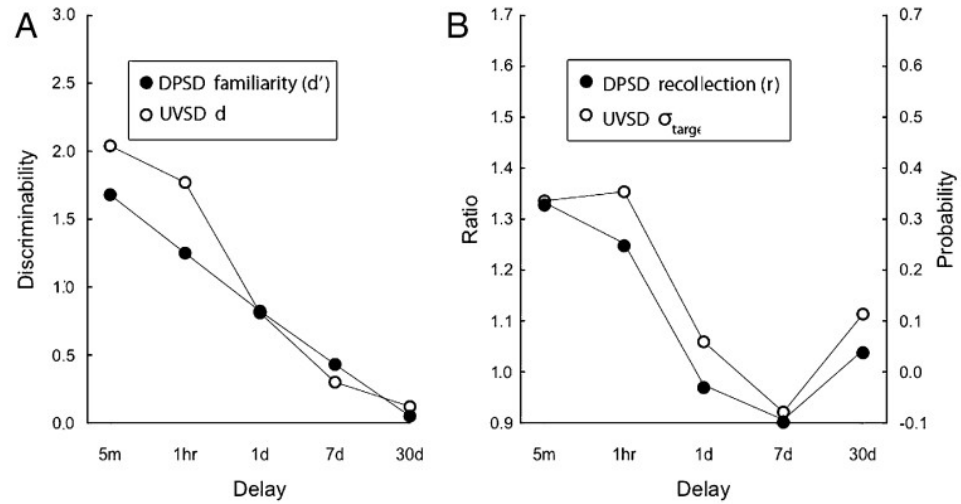 A
3.0
2.5
2.0
1.5
1.0
0.5
0.0
Discriminability
DPSD familiarity (d')
UVSD d
5m 1hr 1d 7d 30d
Delay
B
1.7
1.6
1.5
1.4
1.3
1.2
1.1
1.0
0.9
Ratio
DPSD recollection (r)
UVSD σ targe
0.7
0.6
0.5
0.4
0.3
0.2
0.1
0.0
-0.1
Probability
5m 1hr 1d 7d 30d
Delay